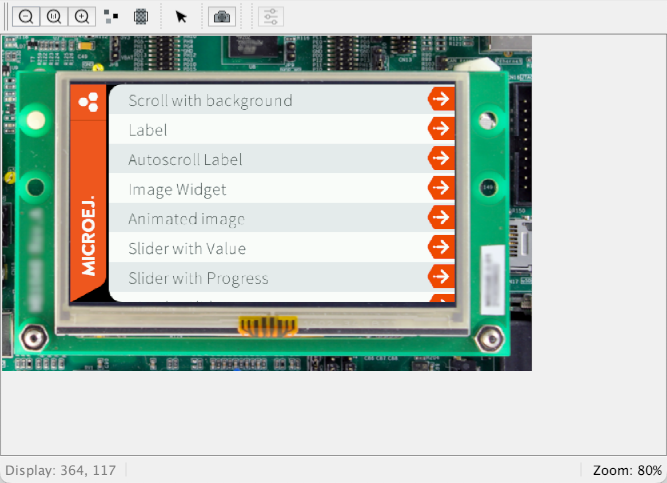 Scroll with background
Label
Autoscroll Label
Image Widget
Animated image
Slider with Value
Slider with Progress
MICROEJ.
Display: 364, 117
Zoom: 80%